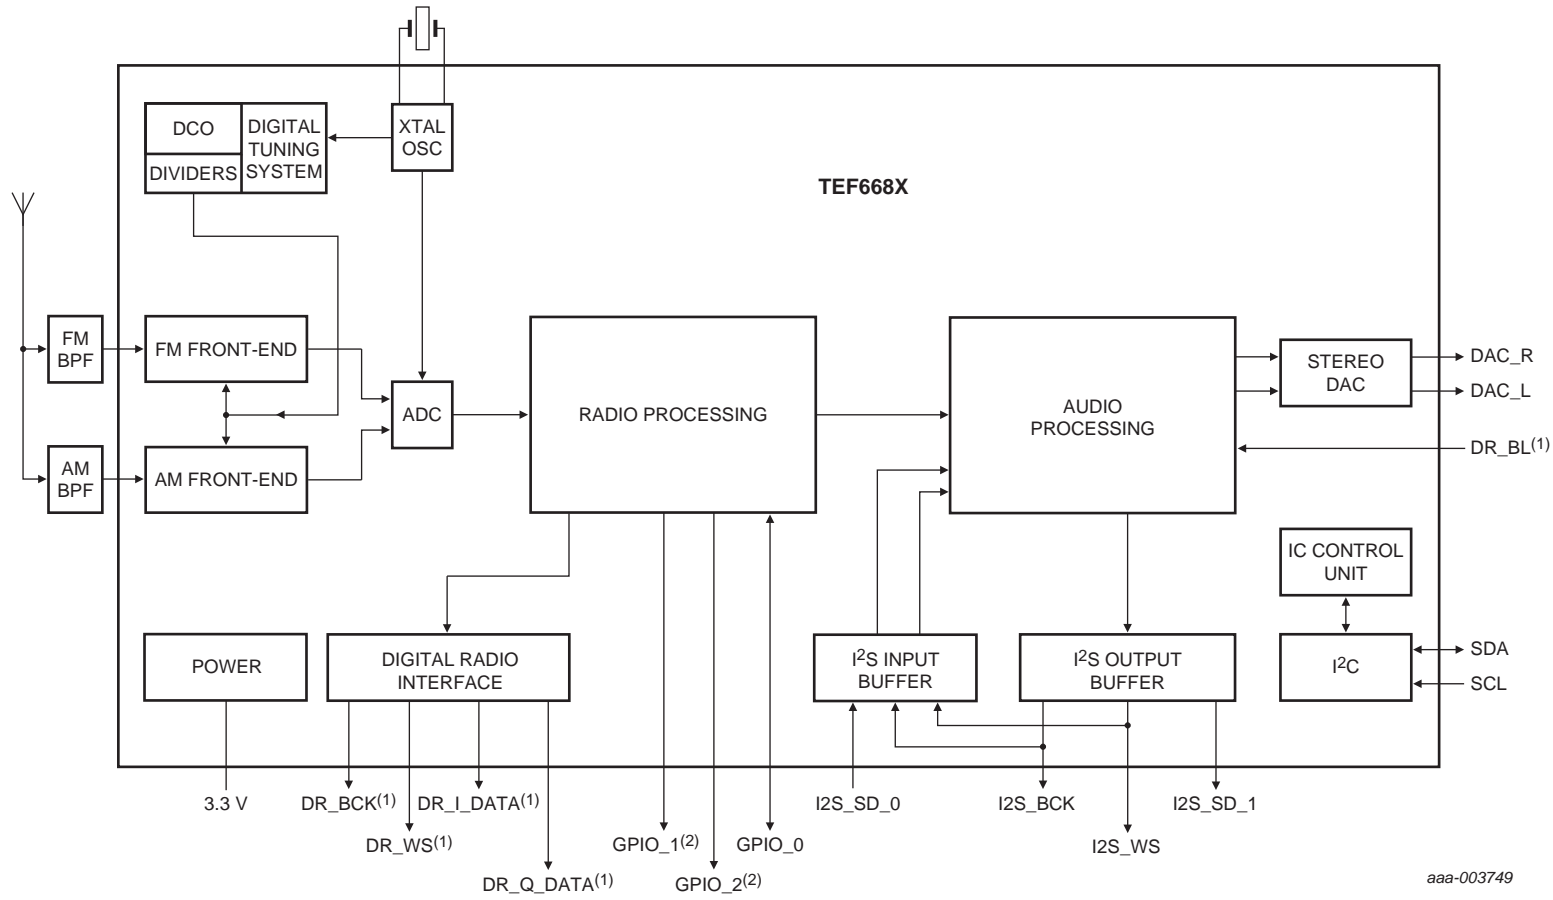 DCO
DIVIDERS
DIGITAL
TUNING
SYSTEM
XTAL
OSC
TEF668X
FM
BPF
FM FRONT-END
AM
BPF
AM FRONT-END
ADC
RADIO PROCESSING
AUDIO
PROCESSING
STEREO
DAC
DAC_R
DAC_L
DR_BL(1)
IC CONTROL
UNIT
I2C
SDA
SCL
POWER
DIGITAL RADIO
INTERFACE
I2S INPUT
BUFFER
I2S OUTPUT
BUFFER
3.3 V
DR_BCK(1)
DR_I_DATA(1)
DR_WS(1)
DR_Q_DATA(1)
GPIO_1(2)
GPIO_2(2)
GPIO_0
I2S_SD_0
I2S_BCK
I2S_SD_1
I2S_WS
aaa-003749